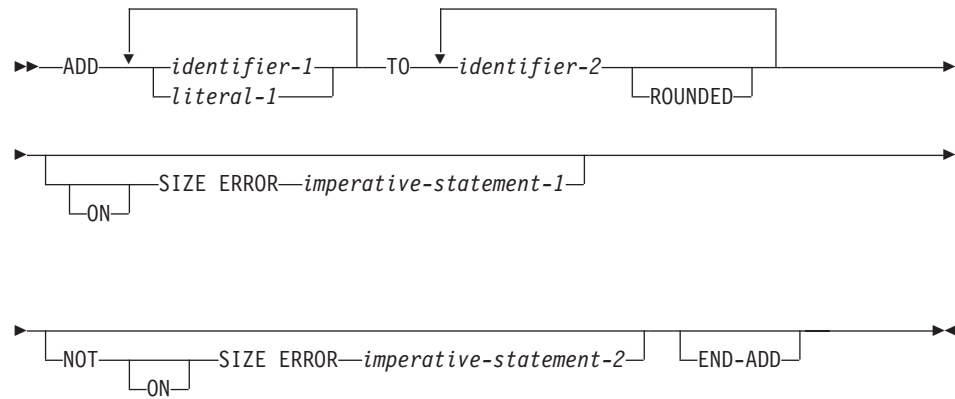 ADD identifier-1 TO identifier-2
literal-1 ROUNDED
SIZE ERROR imperative-statement-1
ON
NOT SIZE ERROR imperative-statement-2 END-ADD
ON